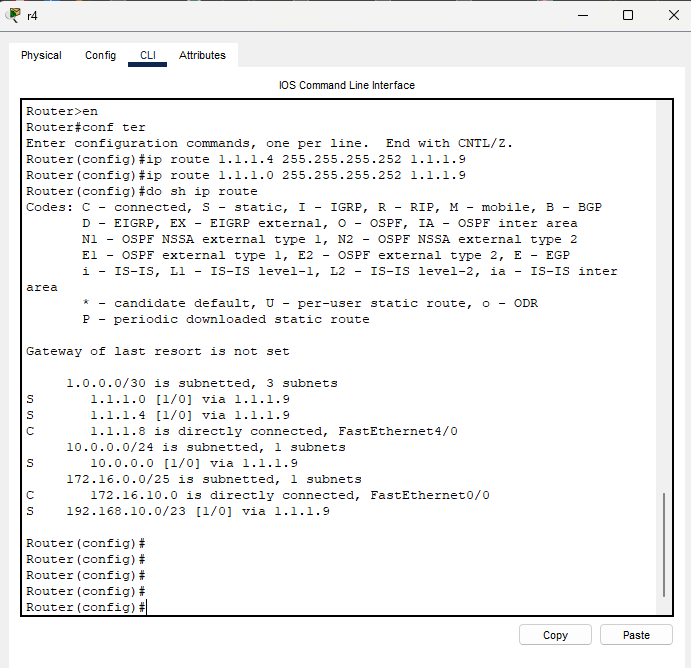 r4
Physical Config CLI Attributes
IOS Command Line Interface
Router>en
Router#conf ter
Enter configuration commands, one per line.  End with CNTL/Z.
Router(config)#ip route 1.1.1.4 255.255.255.252 1.1.1.9
Router(config)#ip route 1.1.1.0 255.255.255.252 1.1.1.9
Router(config)#do sh ip route
Codes: C - connected, S - static, I - IGRP, R - RIP, M - mobile, B - BGP
       D - EIGRP, EX - EIGRP external, O - OSPF, IA - OSPF inter area
       N1 - OSPF NSSA external type 1, N2 - OSPF NSSA external type 2
       E1 - OSPF external type 1, E2 - OSPF external type 2, E - EGP
       i - IS-IS, L1 - IS-IS level-1, L2 - IS-IS level-2, ia - IS-IS inter
area
       * - candidate default, U - per-user static route, o - ODR
       P - periodic downloaded static route
Gateway of last resort is not set
     1.0.0.0/30 is subnetted, 3 subnets
S       1.1.1.0 [1/0] via 1.1.1.9
S       1.1.1.4 [1/0] via 1.1.1.9
C       1.1.1.8 is directly connected, FastEthernet4/0
     10.0.0.0/24 is subnetted, 1 subnets
S       10.0.0.0 [1/0] via 1.1.1.9
     172.16.0.0/25 is subnetted, 1 subnets
C       172.16.10.0 is directly connected, FastEthernet0/0
S    192.168.10.0/23 [1/0] via 1.1.1.9
Router(config)#
Router(config)#
Router(config)#
Router(config)#
Router(config)#
Copy Paste